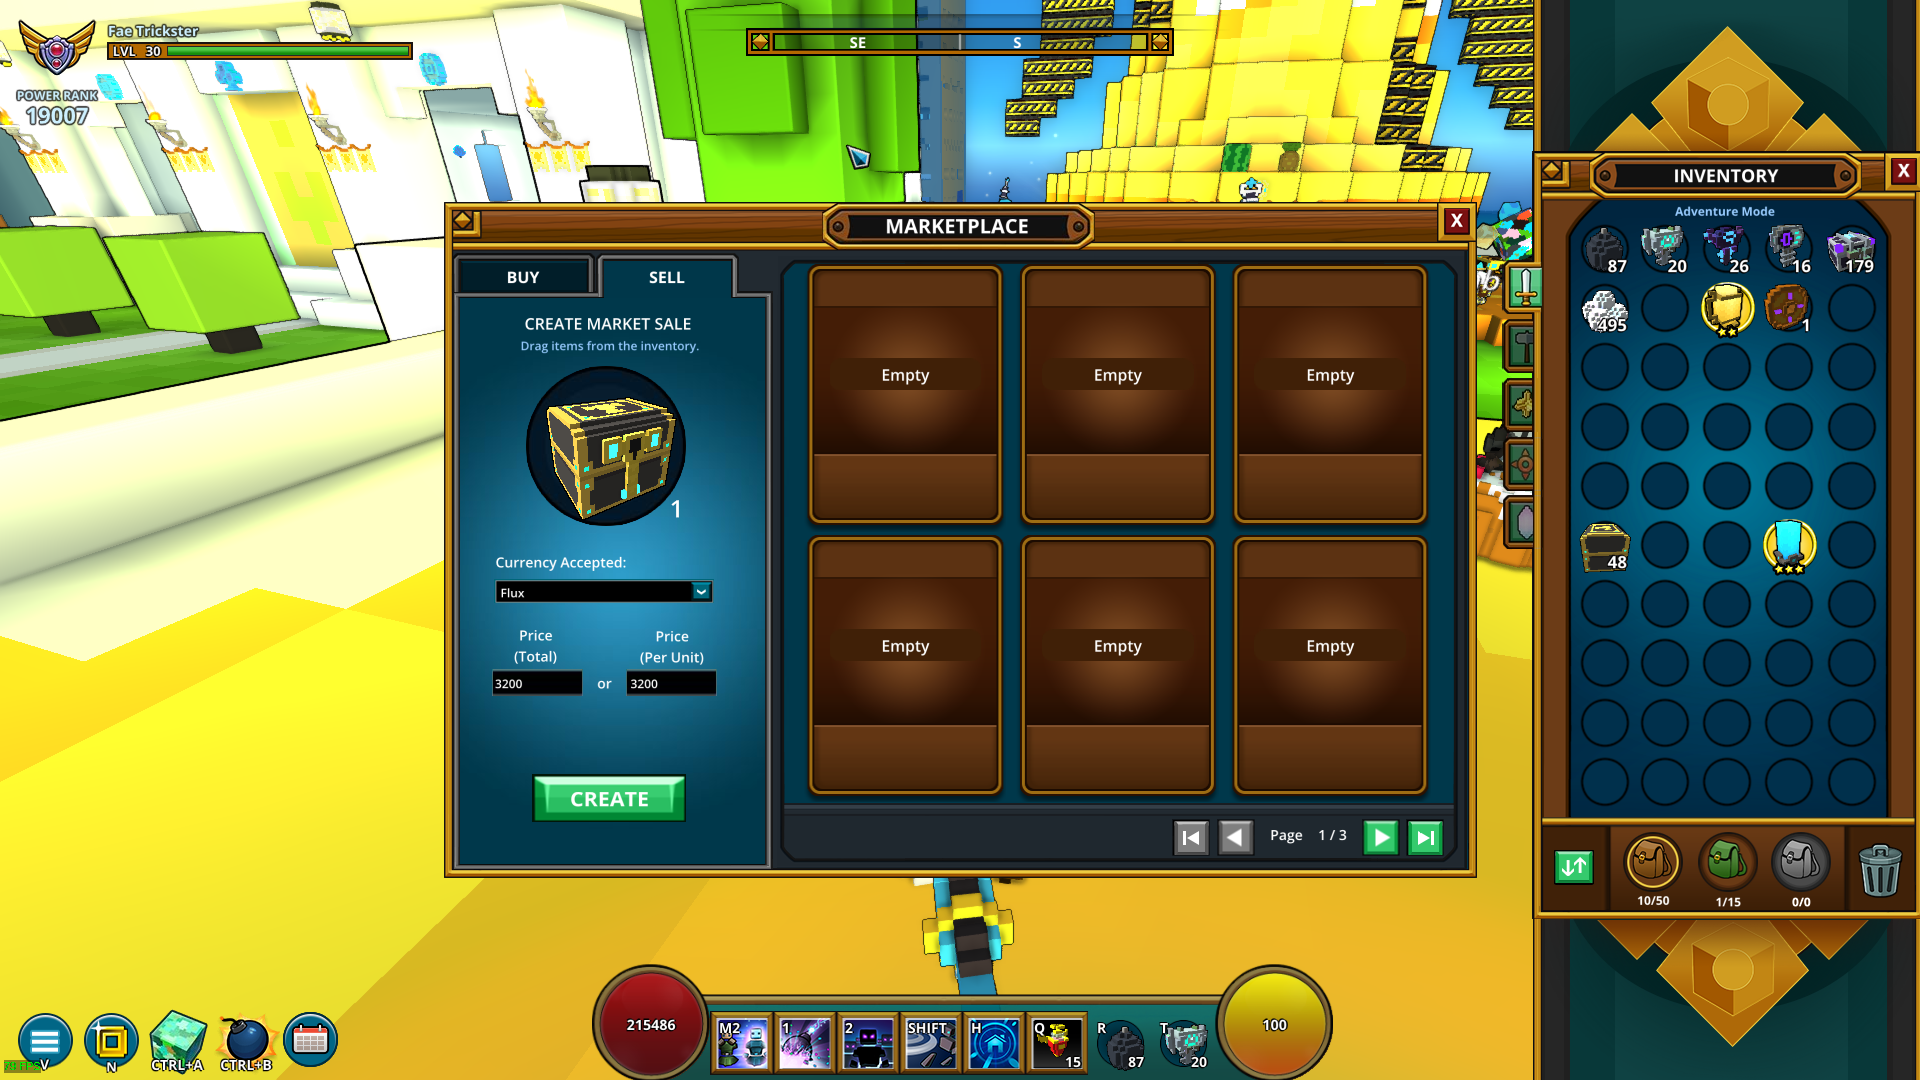 Fae Trickster
LVL 30
POWER RANK
19007
SE
S
MARKETPLACE
X
BUY
SELL
CREATE MARKET SALE
Drag items from the inventory.
1
Currency Accepted:
Flux
Price
(Total)
Price
(Per Unit)
3200
or
3200
CREATE
Empty
Empty
Empty
Empty
Empty
Empty
Page 1 / 3
INVENTORY
X
Adventure Mode
87
20
26
16
179
495
1
48
10/50
1/15
0/0
V
N
CTRL+A
CTRL+B
215486
M2
1
2
SHIFT
H
Q
15
R
87
T
20
100